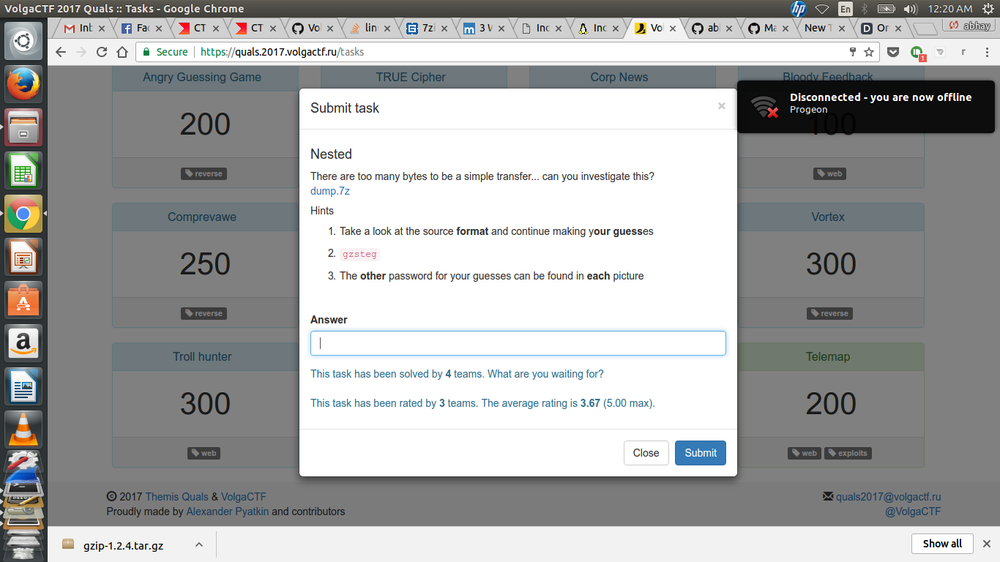 VolgaCTF 2017 Quals :: Tasks - Google Chrome
En
12:20 AM
Fac
CT
CT
Vo
lin
7z
3 W
Inc
Inc
Vo
ab
Ma
New T
Or
abhay
Secure
https://quals.2017.volgactf.ru/tasks
Angry Guessing Game
TRUE Cipher
Corp News
Bloody Feedback
Disconnected - you are now offline
Progeon
200
100
reverse
web
Submit task
×
Nested
There are too many bytes to be a simple transfer... can you investigate this?
dump.7z
Hints
1. Take a look at the source format and continue making your guesses
2. gzsteg
3. The other password for your guesses can be found in each picture
Comprevawe
Vortex
250
300
reverse
reverse
Answer
Troll hunter
Telemap
300
200
web
web
exploits
This task has been solved by 4 teams. What are you waiting for?
This task has been rated by 3 teams. The average rating is 3.67 (5.00 max).
Close
Submit
© 2017 Themis Quals & VolgaCTF
Proudly made by Alexander Pyatkin and contributors
quals2017@volgactf.ru
@VolgaCTF
gzip-1.2.4.tar.gz
Show all